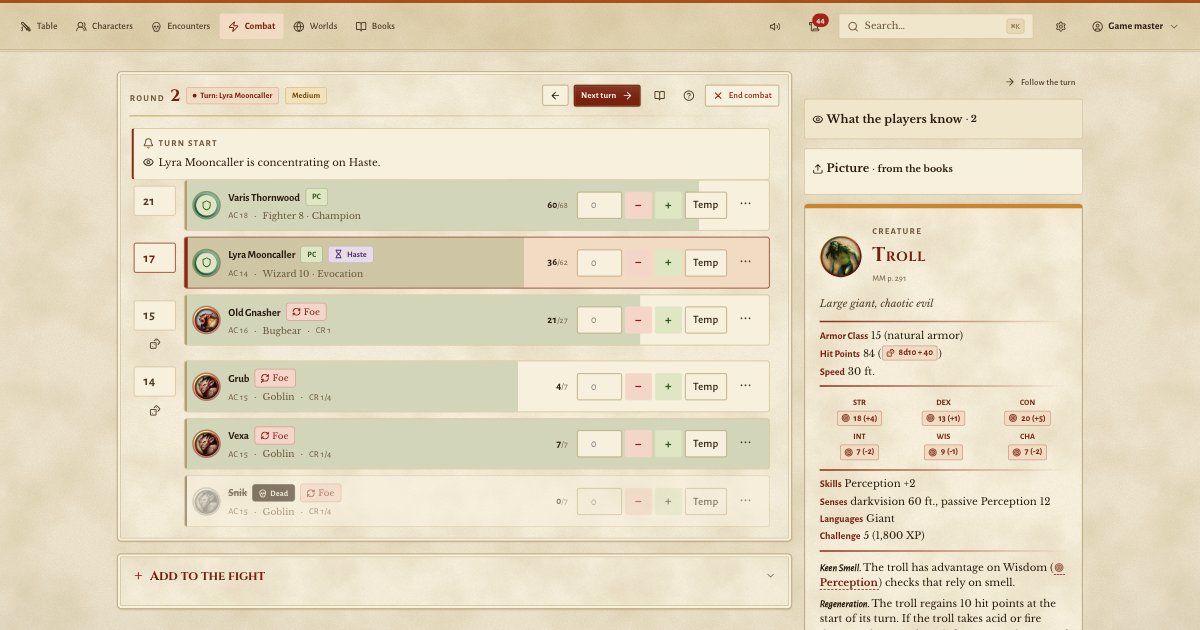 Table Characters Encounters Combat Worlds Books 44 Search... ⌘K Game master
ROUND 2 • Turn: Lyra Mooncaller Medium Next turn End combat
TURN START
Lyra Mooncaller is concentrating on Haste.
21 Varis Thornwood PC 60/68 0 − + Temp ...
AC 18 · Fighter 8 · Champion
17 Lyra Mooncaller PC Haste 36/62 0 − + Temp ...
AC 14 · Wizard 10 · Evocation
15 Old Gnasher Foe 21/27 0 − + Temp ...
AC 16 · Bugbear · CR 1
14 Grub Foe 4/7 0 − + Temp ...
AC 15 · Goblin · CR 1/4
Vexa Foe 7/7 0 − + Temp ...
AC 15 · Goblin · CR 1/4
Snik Dead Foe 0/7 0 − + Temp ...
AC 15 · Goblin · CR 1/4
+ ADD TO THE FIGHT
Follow the turn
What the players know · 2
Picture · from the books
CREATURE
TROLL
MM p. 291
Large giant, chaotic evil
Armor Class 15 (natural armor)
Hit Points 84 (8d10 + 40)
Speed 30 ft.
STR DEX CON
18 (+4) 13 (+1) 20 (+5)
INT WIS CHA
7 (-2) 9 (-1) 7 (-2)
Skills Perception +2
Senses darkvision 60 ft., passive Perception 12
Languages Giant
Challenge 5 (1,800 XP)
Keen Smell. The troll has advantage on Wisdom (
Perception) checks that rely on smell.
Regeneration. The troll regains 10 hit points at the
start of its turn. If the troll takes acid or fire